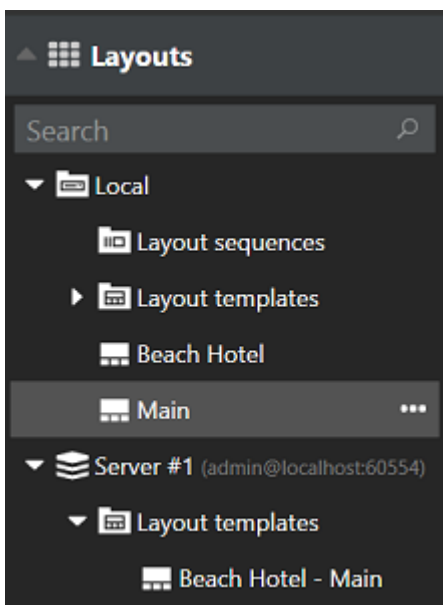 Layouts
Search
Local
Layout sequences
Layout templates
Beach Hotel
Main
Server #1 (admin@localhost:60554)
Layout templates
Beach Hotel - Main